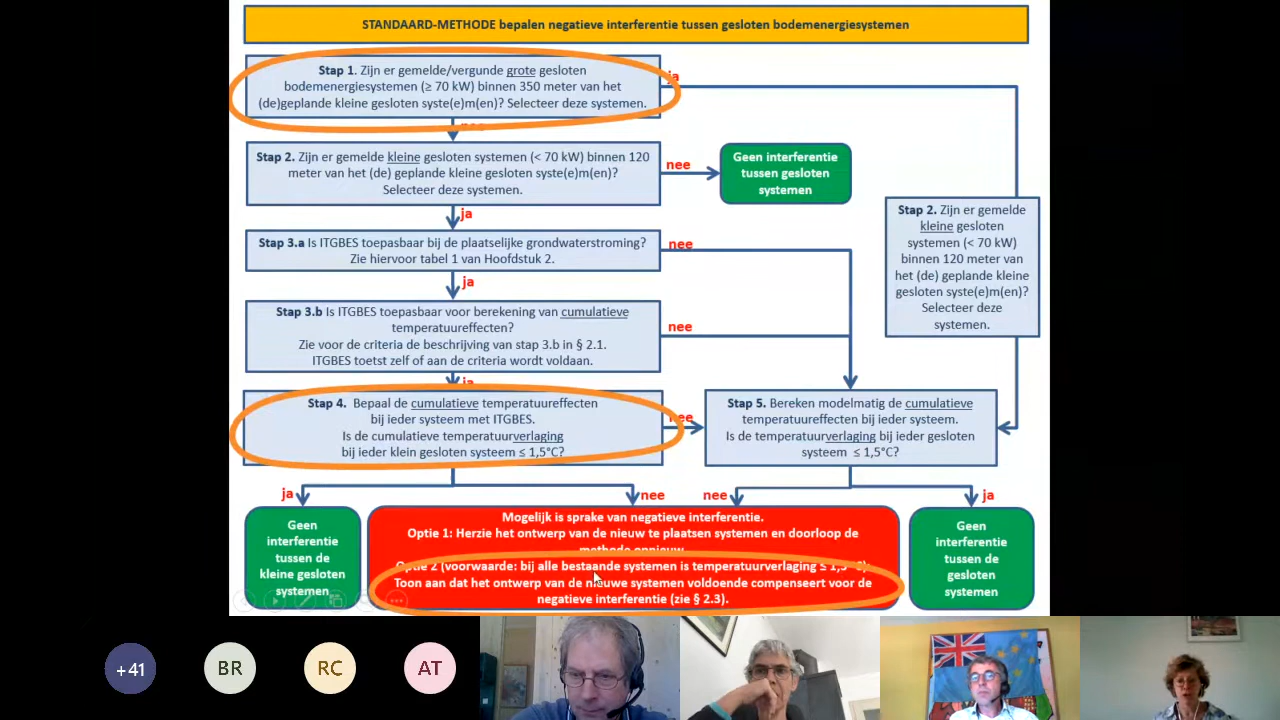 STANDAARD-METHODE bepalen negatieve interferentie tussen gesloten bodemenergiesystemen
Stap 1. Zijn er gemelde/vergunde grote gesloten
bodemenergiesystemen (≥ 70 kW) binnen 350 meter van het
(de)geplande kleine gesloten syste(e)m(en)? Selecteer deze systemen.
ja
Stap 2. Zijn er gemelde kleine gesloten systemen (< 70 kW) binnen 120
meter van het (de) geplande kleine gesloten syste(e)m(en)?
Selecteer deze systemen.
nee
Geen interferentie
tussen gesloten
systemen
Stap 2. Zijn er gemelde
kleine gesloten
systemen (< 70 kW)
binnen 120 meter van
het (de) geplande kleine
gesloten syste(e)m(en)?
Selecteer deze
systemen.
ja
Stap 3.a Is ITGBES toepasbaar bij de plaatselijke grondwaterstroming?
Zie hiervoor tabel 1 van Hoofdstuk 2.
nee
ja
Stap 3.b Is ITGBES toepasbaar voor berekening van cumulatieve
temperatuureffecten?
Zie voor de criteria de beschrijving van stap 3.b in § 2.1.
ITGBES toetst zelf of aan de criteria wordt voldaan.
nee
ja
Stap 4. Bepaal de cumulatieve temperatuureffecten
bij ieder systeem met ITGBES.
Is de cumulatieve temperatuurverlaging
bij ieder klein gesloten systeem ≤ 1,5°C?
nee
Stap 5. Bereken modelmatig de cumulatieve
temperatuureffecten bij ieder systeem.
Is de temperatuurverlaging bij ieder gesloten
systeem ≤ 1,5°C?
ja
nee
nee
ja
Geen
interferentie
tussen de
kleine gesloten
systemen
Mogelijk is sprake van negatieve interferentie.
Optie 1: Herzie het ontwerp van de nieuw te plaatsen systemen en doorloop de
methode opnieuw.
Optie 2 (voorwaarde: bij alle bestaande systemen is temperatuurverlaging ≤ 1,5
Toon aan dat het ontwerp van de nieuwe systemen voldoende compenseert voor de
negatieve interferentie (zie § 2.3).
Geen
interferentie
tussen de
gesloten
systemen
+41
BR
RC
AT